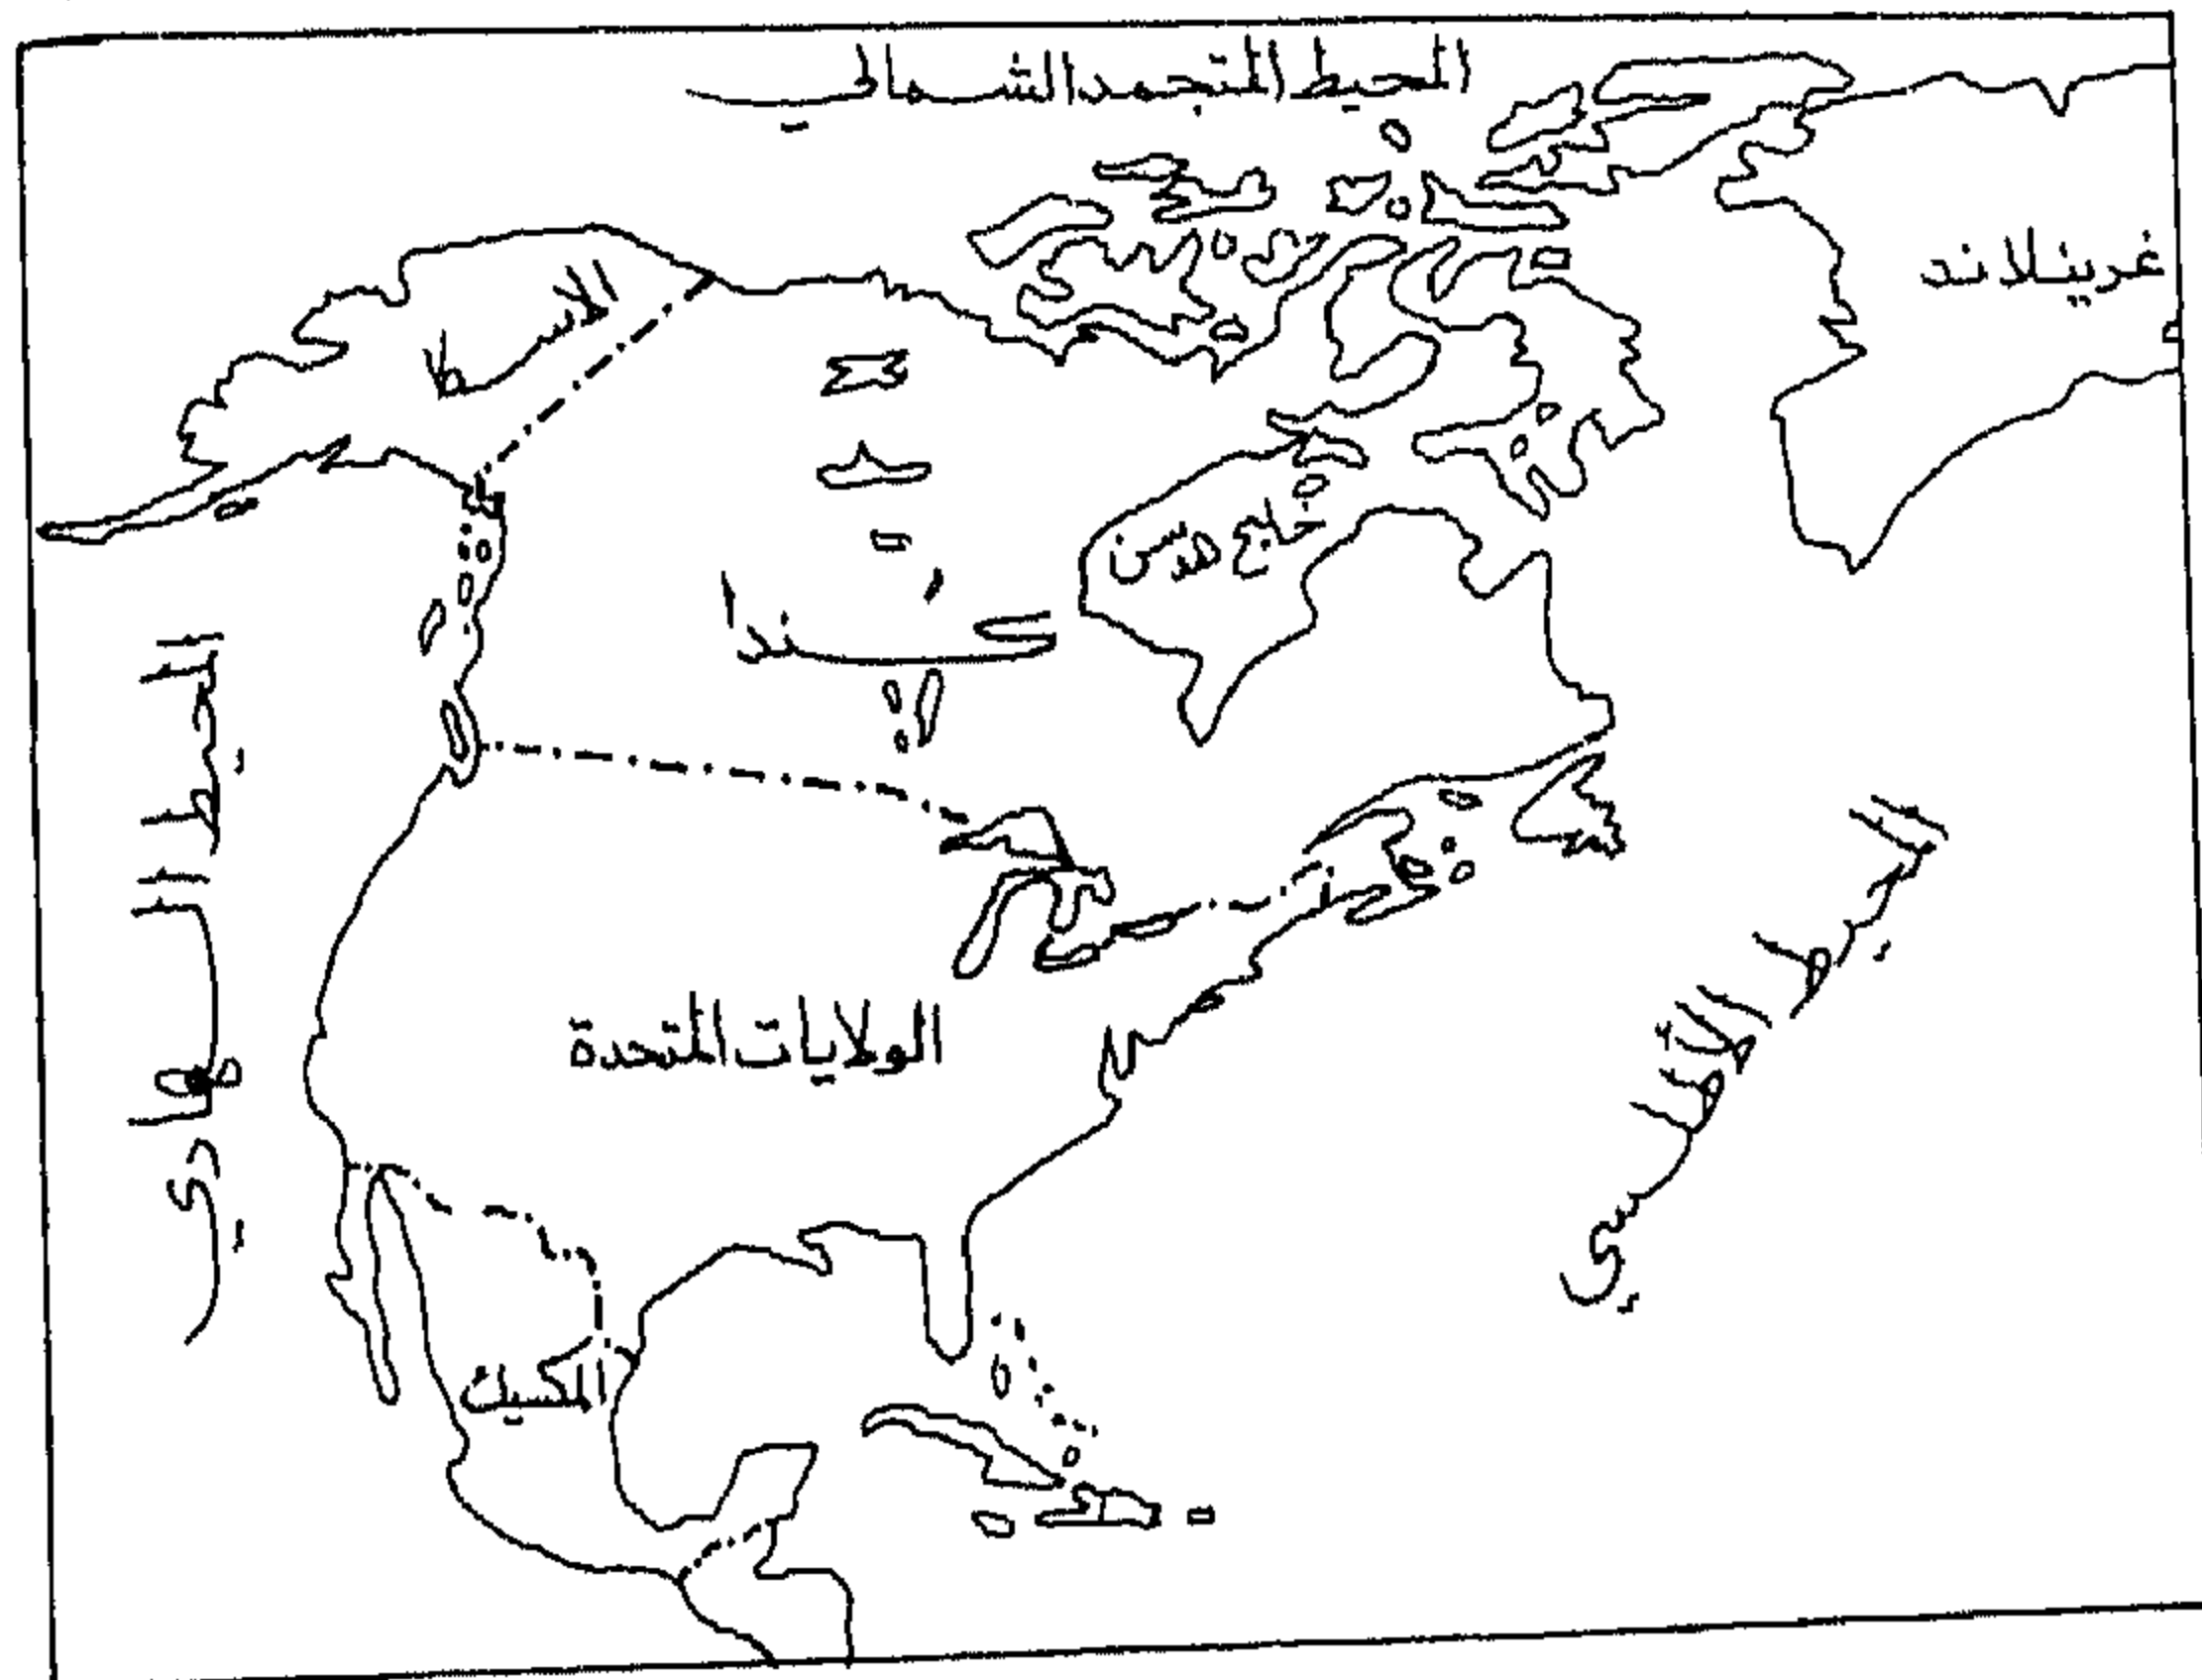 المحيط المتجمد الشمالي
غرينلاند
الاسكا
خليج هدسن
كندا
المحيط الهادي
المحيط الأطلسي
الولايات المتحدة
المكسيك